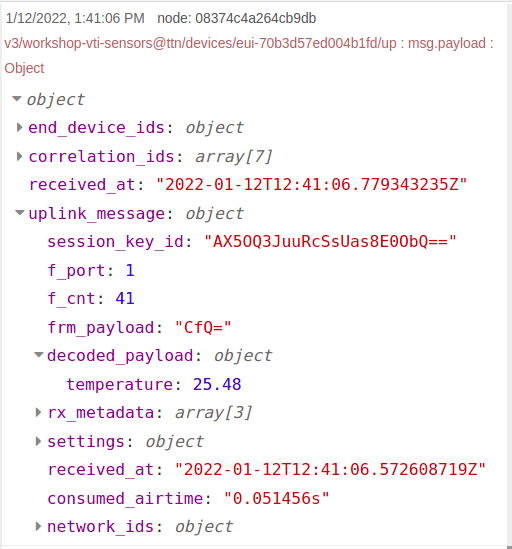 1/12/2022, 1:41:06 PM node: 08374c4a264cb9db
v3/workshop-vti-sensors@ttn/devices/eui-70b3d57ed004b1fd/up : msg.payload :
Object
object
end_device_ids: object
correlation_ids: array[7]
received_at: "2022-01-12T12:41:06.779343235Z"
uplink_message: object
session_key_id: "AX5OQ3JuuRcSsUas8E0ObQ=="
f_port: 1
f_cnt: 41
frm_payload: "CfQ="
decoded_payload: object
temperature: 25.48
rx_metadata: array[3]
settings: object
received_at: "2022-01-12T12:41:06.572608719Z"
consumed_airtime: "0.051456s"
network_ids: object